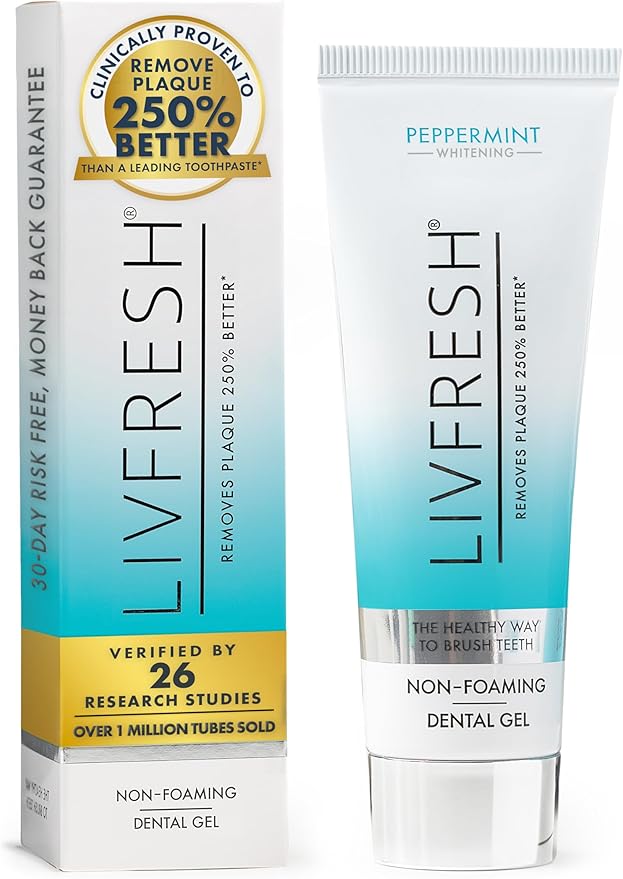 CLINICALLY PROVEN TO
REMOVE
PLAQUE
250%
BETTER
THAN A LEADING TOOTHPASTE*
30-DAY RISK FREE, MONEY BACK GUARANTEE
LIVFRESH®
REMOVES PLAQUE 250% BETTER*
VERIFIED BY
26
RESEARCH STUDIES
OVER 1 MILLION TUBES SOLD
NON-FOAMING
DENTAL GEL
PEPPERMINT
WHITENING
LIVFRESH®
REMOVES PLAQUE 250% BETTER*
THE HEALTHY WAY
TO BRUSH TEETH
NON-FOAMING
DENTAL GEL